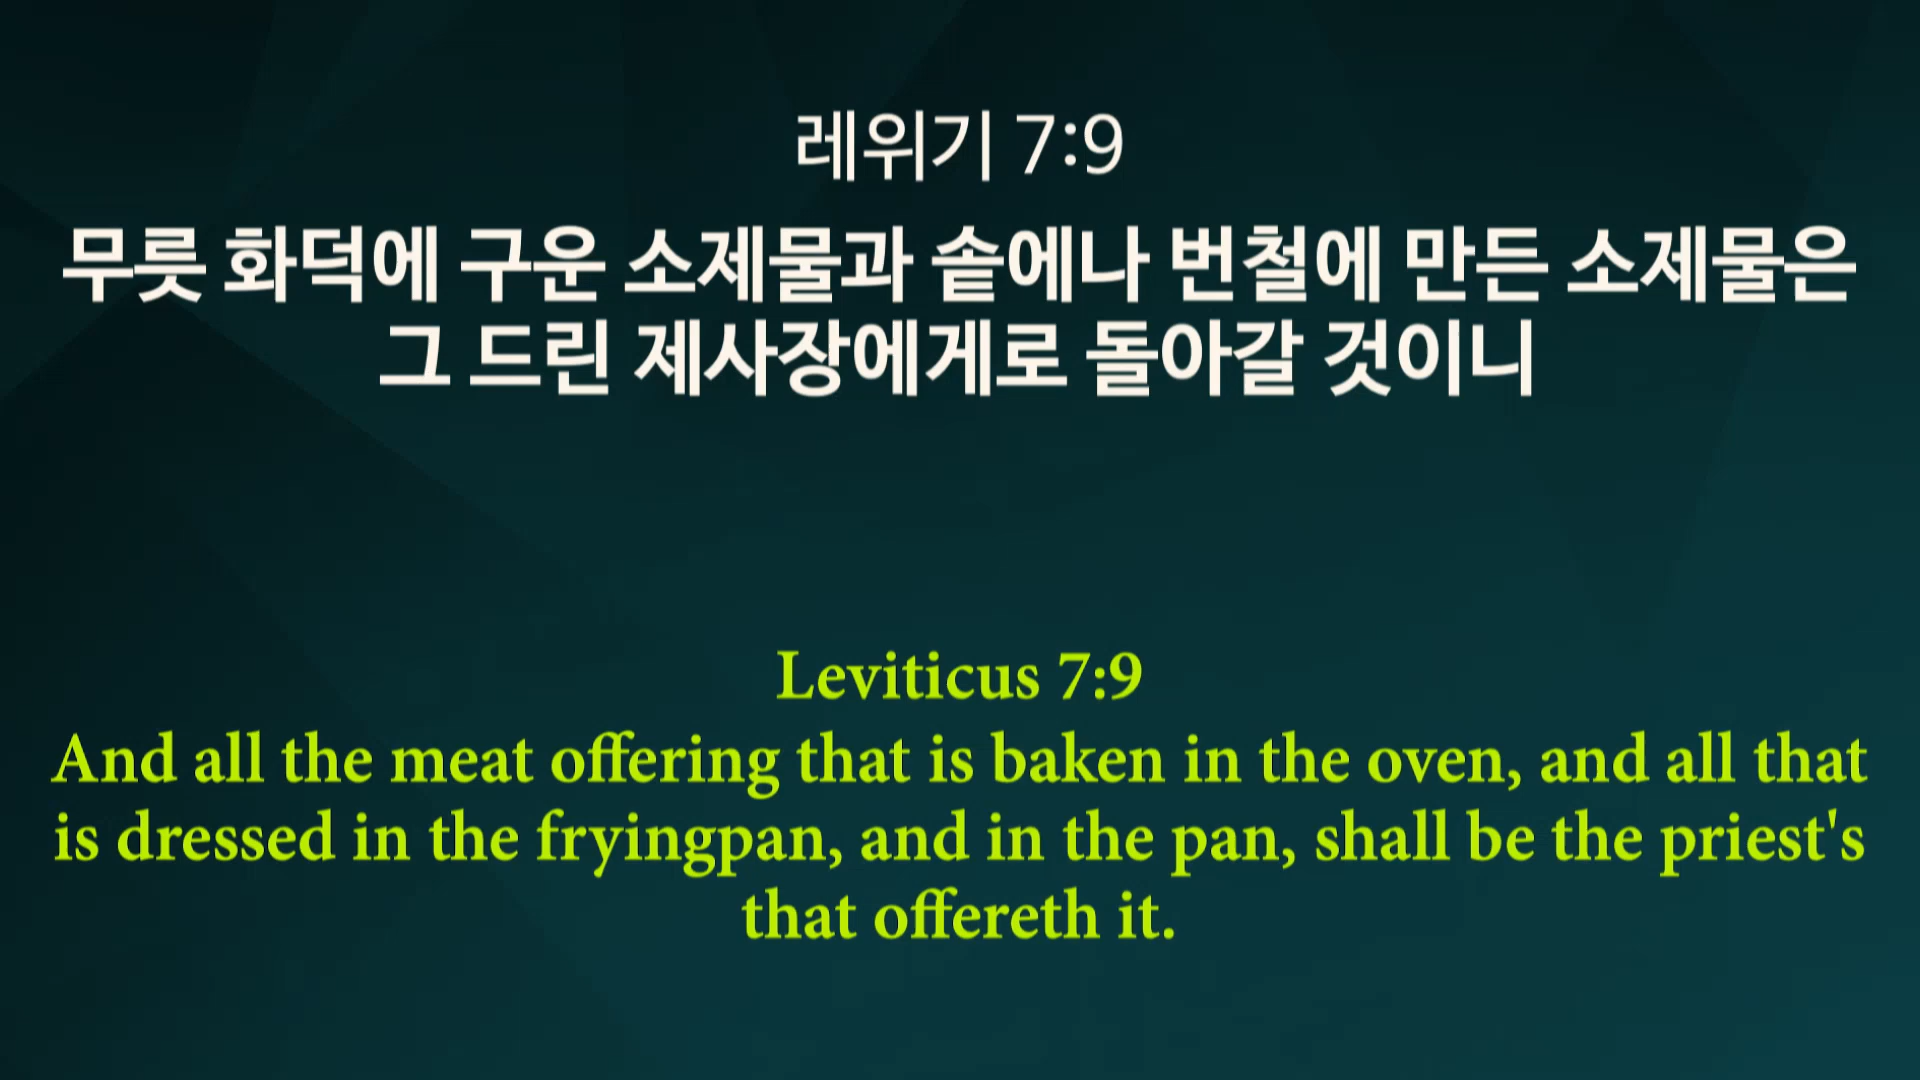 레위기 7:9
무릇 화덕에 구운 소제물과 솥에나 번철에 만든 소제물은
그 드린 제사장에게로 돌아갈 것이니
Leviticus 7:9
And all the meat offering that is baken in the oven, and all that
is dressed in the fryingpan, and in the pan, shall be the priest's
that offereth it.